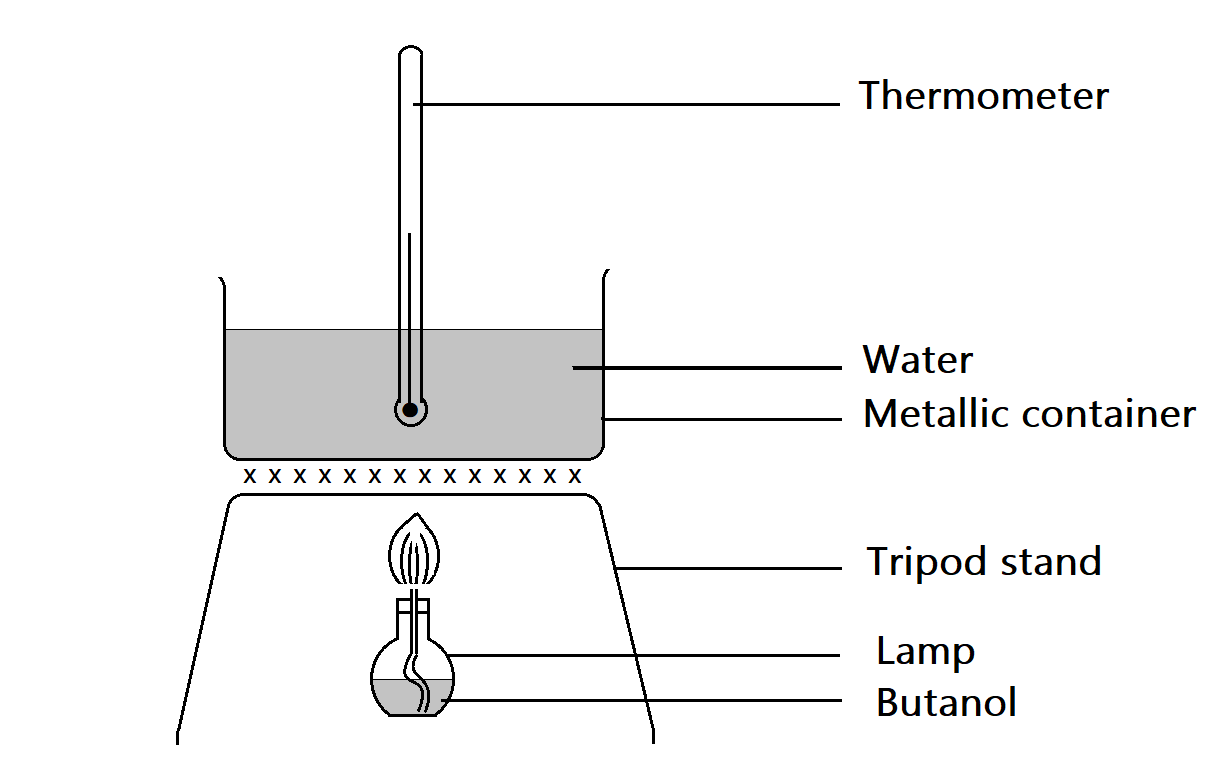 Thermometer
Water
Metallic container
x x x x x x x x x x x x x x
Tripod stand
Lamp
Butanol